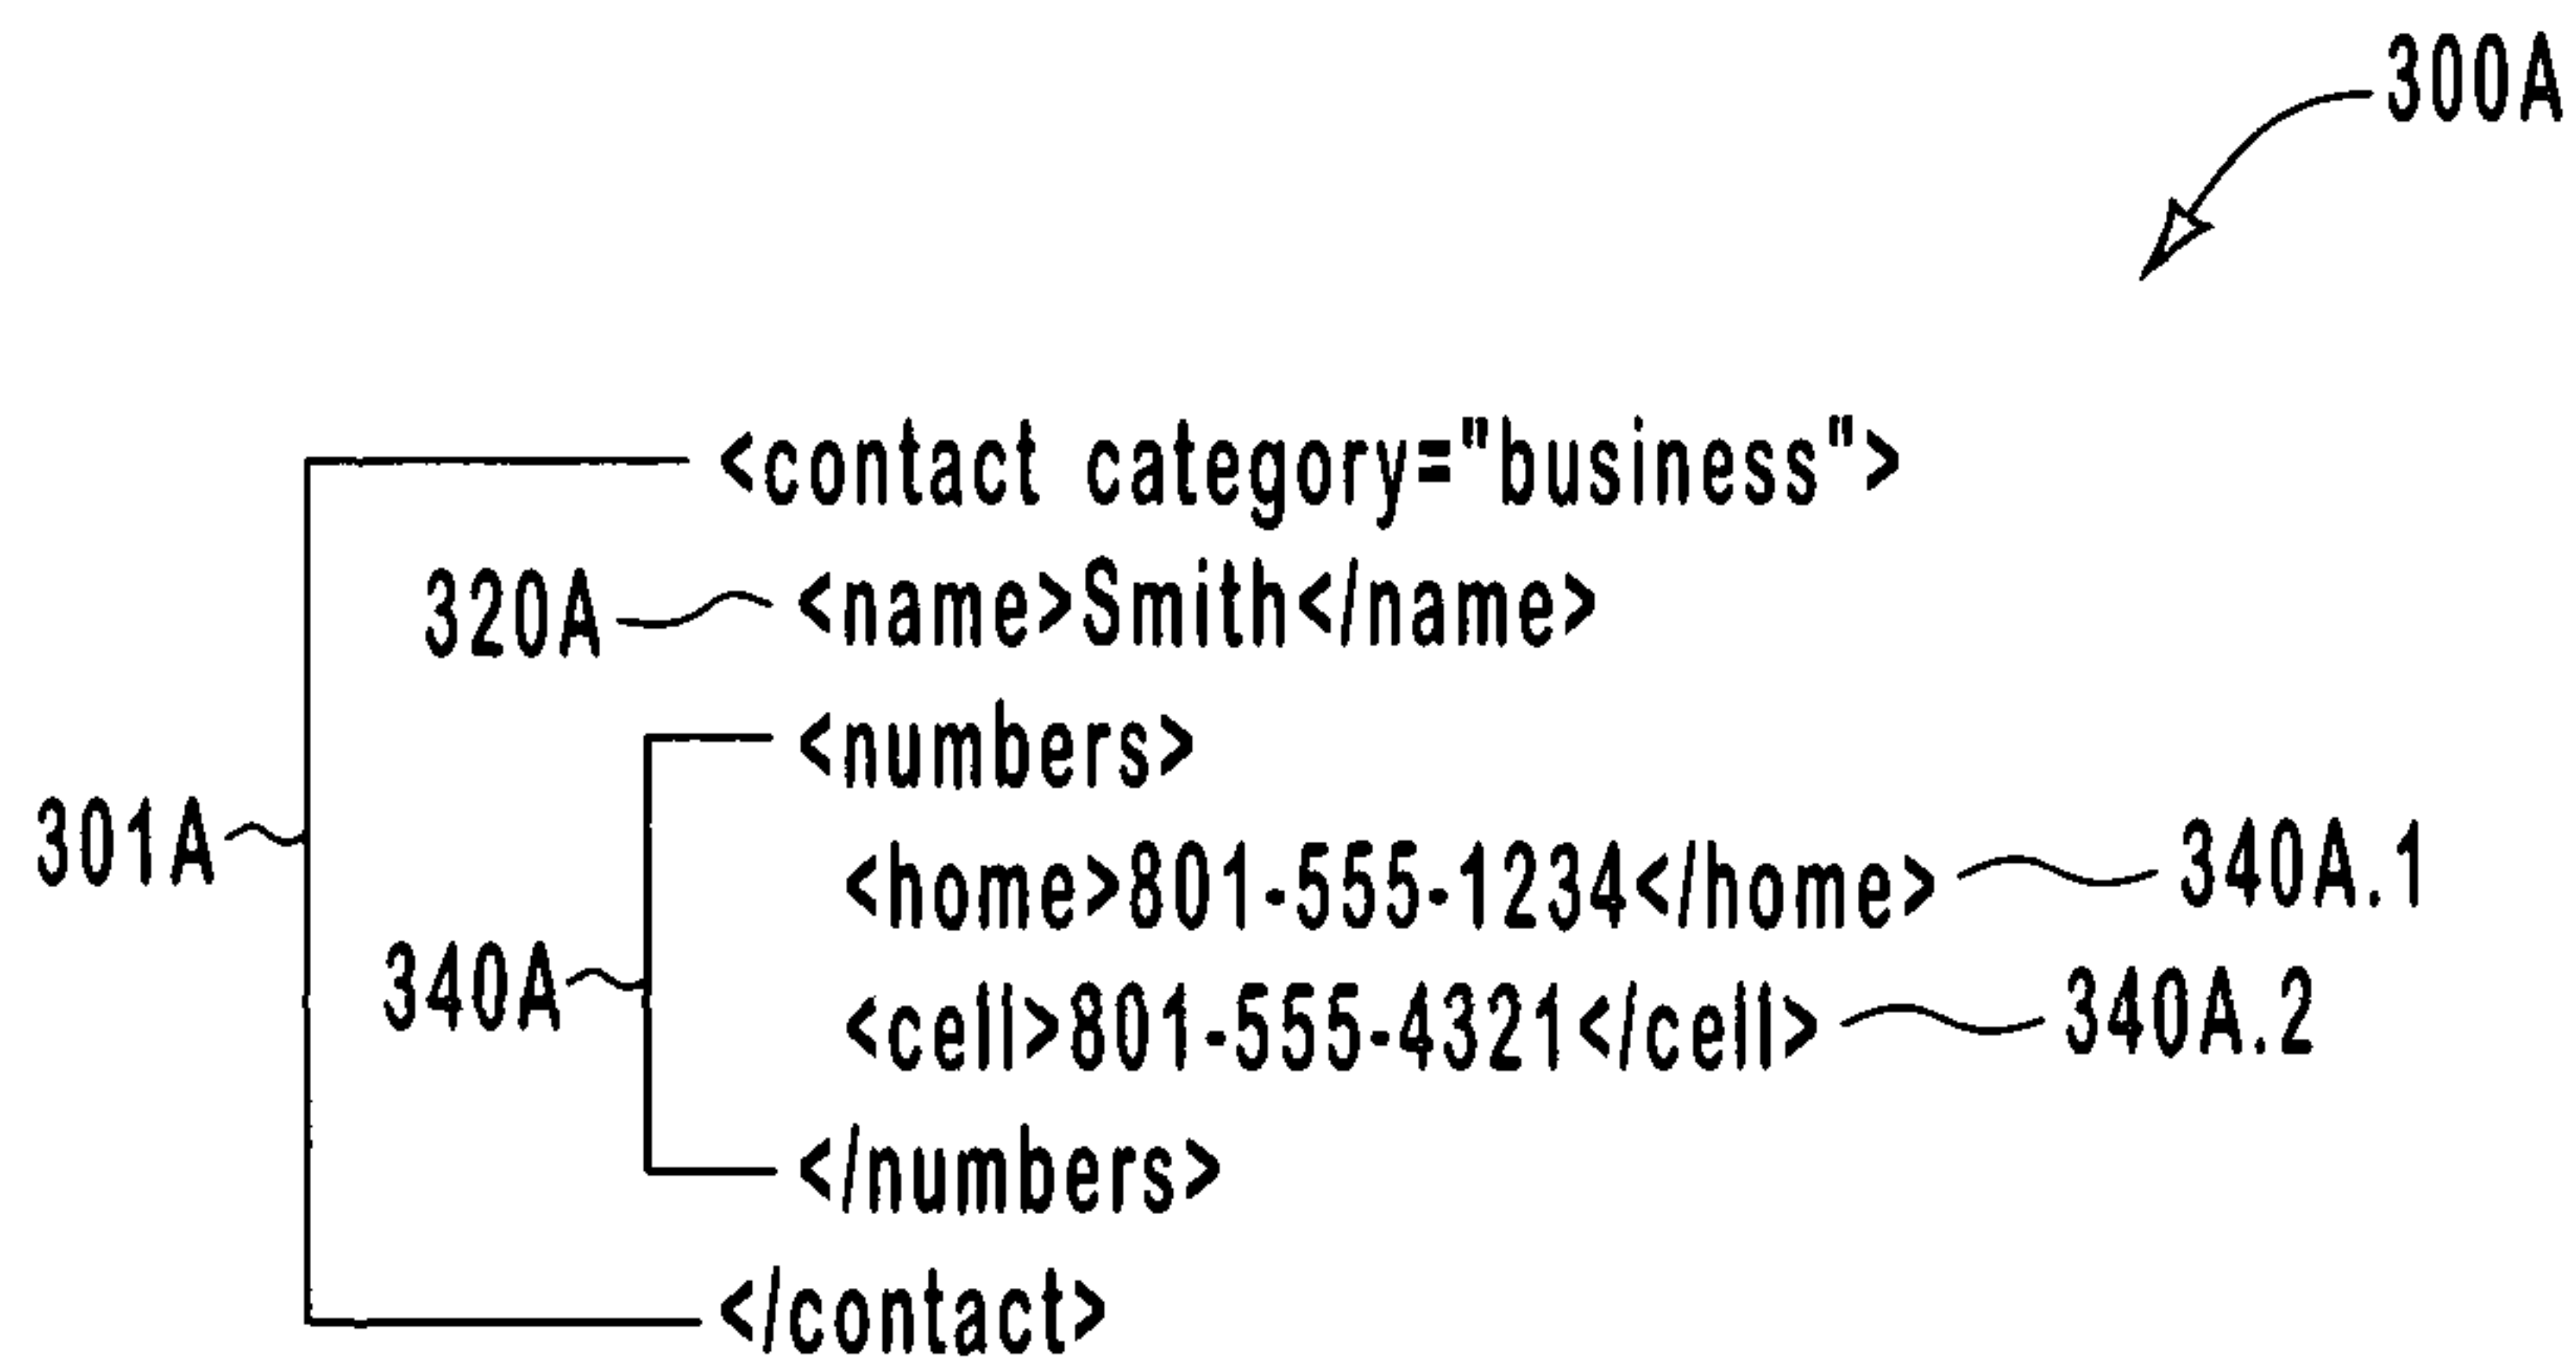 300A
<contact category="business">
320A <name>Smith</name>
<numbers>
301A <home>801-555-1234</home> 340A.1
340A <cell>801-555-4321</cell> 340A.2
</numbers>
</contact>